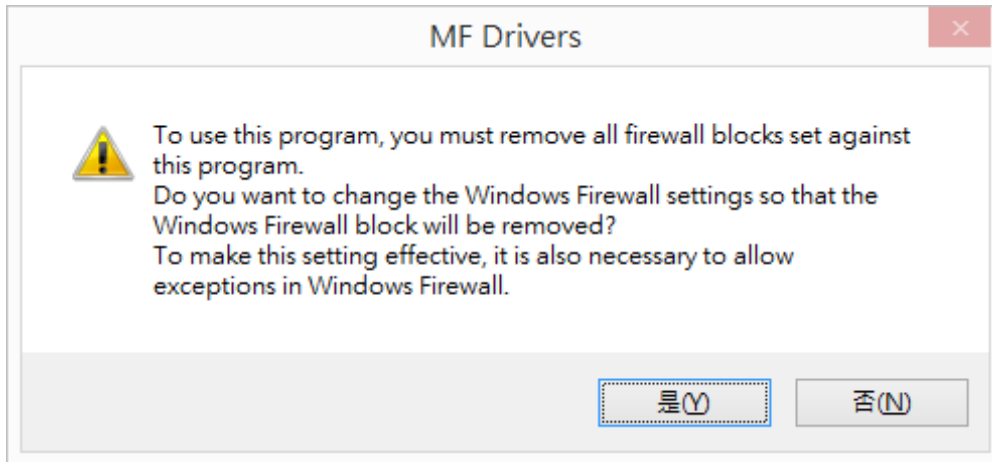 MF Drivers
To use this program, you must remove all firewall blocks set against
this program.
Do you want to change the Windows Firewall settings so that the
Windows Firewall block will be removed?
To make this setting effective, it is also necessary to allow
exceptions in Windows Firewall.
是(Y)
否(N)